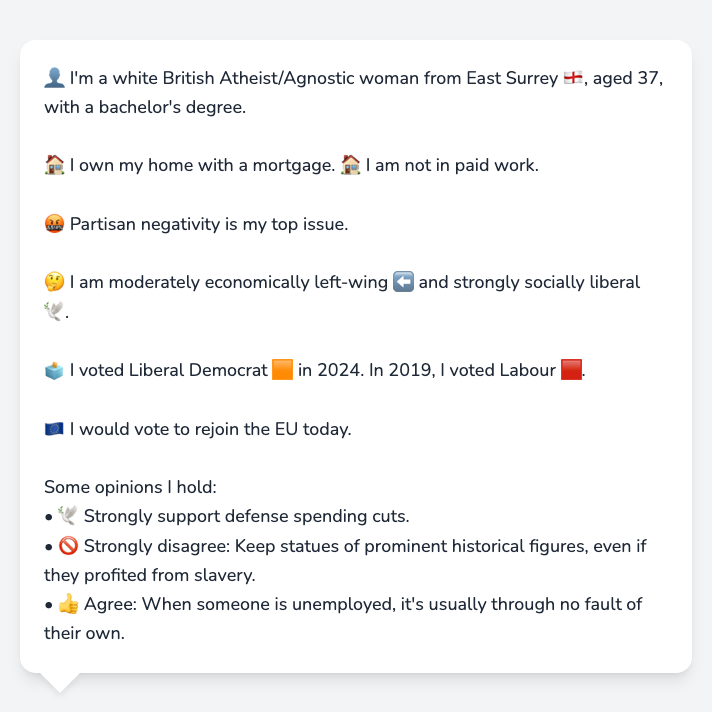 👤 I'm a white British Atheist/Agnostic woman from East Surrey 🏴󠁧󠁢󠁥󠁮󠁧󠁿, aged 37,
with a bachelor's degree.
🏠 I own my home with a mortgage. 🏠 I am not in paid work.
🤬 Partisan negativity is my top issue.
🤔 I am moderately economically left-wing ⬅️ and strongly socially liberal
🕊️.
🗳️ I voted Liberal Democrat 🟧 in 2024. In 2019, I voted Labour 🟥.
🇪🇺 I would vote to rejoin the EU today.
Some opinions I hold:
• 🕊️ Strongly support defense spending cuts.
• 🚫 Strongly disagree: Keep statues of prominent historical figures, even if
they profited from slavery.
• 👍 Agree: When someone is unemployed, it's usually through no fault of
their own.